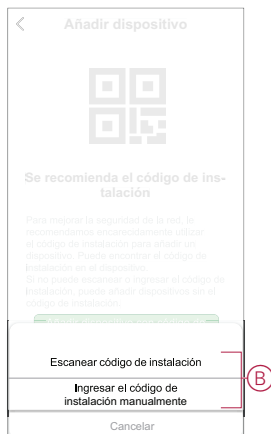 Añadir dispositivo
Se recomienda el código de ins-
talación
Para mejorar la seguridad de la red, le
recomendamos encarecidamente utilizar
el código de instalación para añadir un
dispositivo. Puede encontrar el código de
instalación en el dispositivo.
Si no puede escanear o ingresar el código de
instalación, puede añadir dispositivos sin el
código de instalación.
Escanear código de instalación
B
Ingresar el código de
instalación manualmente
Cancelar